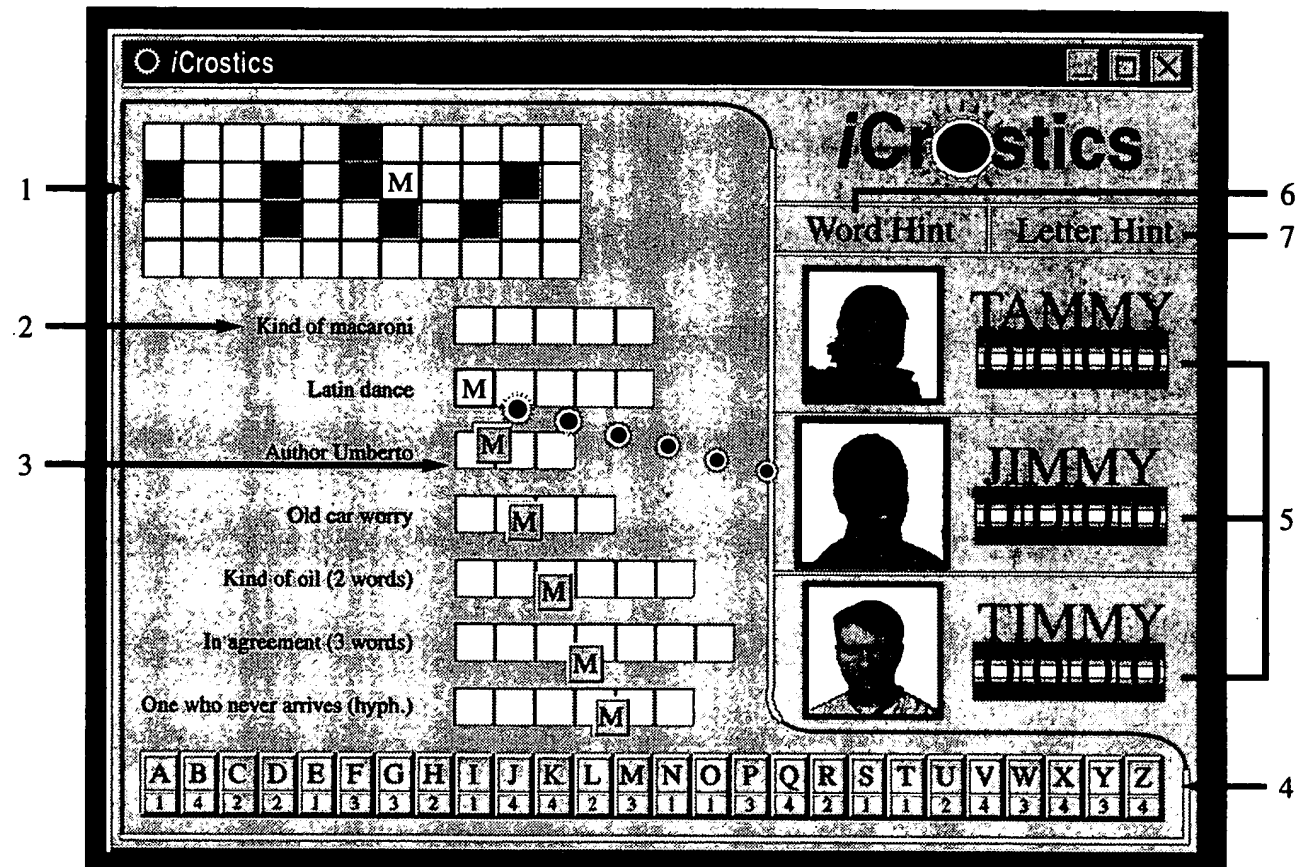 iCrostics
iCrostics
1
M
6
Word Hint
Letter Hint
7
TAMMY
2
Kind of macaroni
Latin dance
M
JIMMY
3
Author Umberto
M
Old car worry
M
5
Kind of oil (2 words)
M
TIMMY
In agreement (3 words)
M
One who never arrives (hyph.)
M
A B C D E F G H I J K L M N O P Q R S T U V W X Y Z
1 4 2 2 1 3 3 2 1 4 4 2 3 1 1 3 4 2 1 1 2 4 3 4 3 4
4